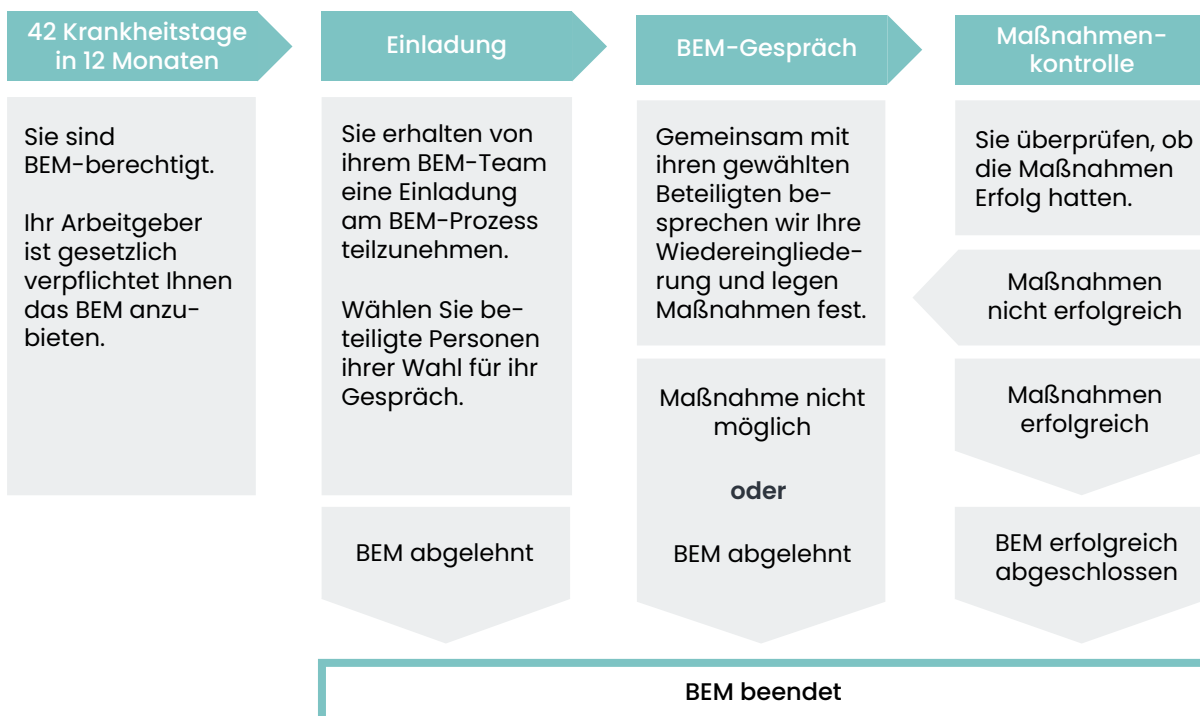 42 Krankheitstage
in 12 Monaten
Sie sind
BEM-berechtigt.
Ihr Arbeitgeber
ist gesetzlich
verpflichtet Ihnen
das BEM anzu-
bieten.
Einladung
Sie erhalten von
ihrem BEM-Team
eine Einladung
am BEM-Prozess
teilzunehmen.
Wählen Sie be-
teiligte Personen
ihrer Wahl für ihr
Gespräch.
BEM abgelehnt
BEM-Gespräch
Gemeinsam mit
ihren gewählten
Beteiligten be-
sprechen wir Ihre
Wiedereingliede-
rung und legen
Maßnahmen fest.
Maßnahme nicht
möglich
oder
BEM abgelehnt
Maßnahmen-
kontrolle
Sie überprüfen, ob
die Maßnahmen
Erfolg hatten.
Maßnahmen
nicht erfolgreich
Maßnahmen
erfolgreich
BEM erfolgreich
abgeschlossen
BEM beendet